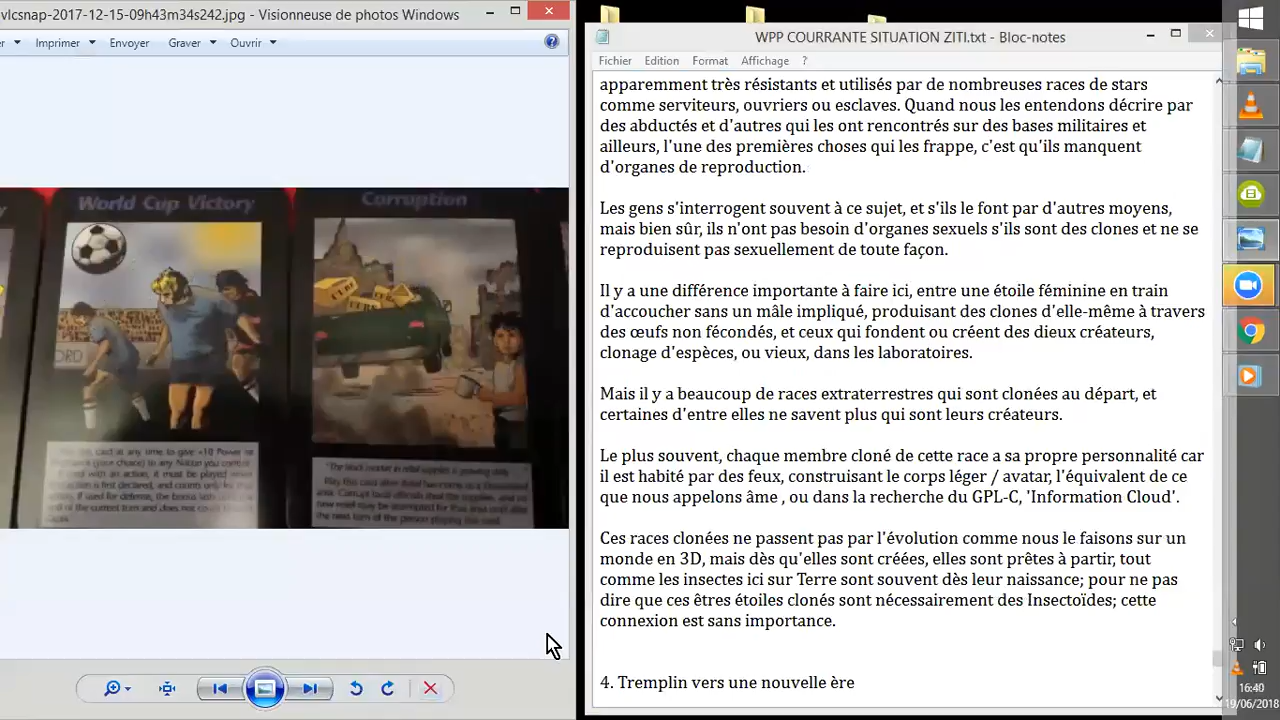 vlcsnap-2017-12-15-09h43m34s242.jpg - Visionneuse de photos Windows
Imprimer
Envoyer
Graver
Ouvrir
World Cup Victory
Corruption
WPP COURRANTE SITUATION ZITI.txt - Bloc-notes
Fichier Edition Format Affichage ?
apparemment très résistants et utilisés par de nombreuses races de stars
comme serviteurs, ouvriers ou esclaves. Quand nous les entendons décrire par
des abductés et d'autres qui les ont rencontrés sur des bases militaires et
ailleurs, l'une des premières choses qui les frappe, c'est qu'ils manquent
d'organes de reproduction.
Les gens s'interrogent souvent à ce sujet, et s'ils le font par d'autres moyens,
mais bien sûr, ils n'ont pas besoin d'organes sexuels s'ils sont des clones et ne se
reproduisent pas sexuellement de toute façon.
Il y a une différence importante à faire ici, entre une étoile féminine en train
d'accoucher sans un mâle impliqué, produisant des clones d'elle-même à travers
des œufs non fécondés, et ceux qui fondent ou créent des dieux créateurs,
clonage d'espèces, ou vieux, dans les laboratoires.
Mais il y a beaucoup de races extraterrestres qui sont clonées au départ, et
certaines d'entre elles ne savent plus qui sont leurs créateurs.
Le plus souvent, chaque membre cloné de cette race a sa propre personnalité car
il est habité par des feux, construisant le corps léger / avatar, l'équivalent de ce
que nous appelons âme , ou dans la recherche du GPL-C, 'Information Cloud'.
Ces races clonées ne passent pas par l'évolution comme nous le faisons sur un
monde en 3D, mais dès qu'elles sont créées, elles sont prêtes à partir, tout
comme les insectes ici sur Terre sont souvent dès leur naissance; pour ne pas
dire que ces êtres étoiles clonés sont nécessairement des Insectoïdes; cette
connexion est sans importance.
4. Tremplin vers une nouvelle ère
16:40
19/06/2018